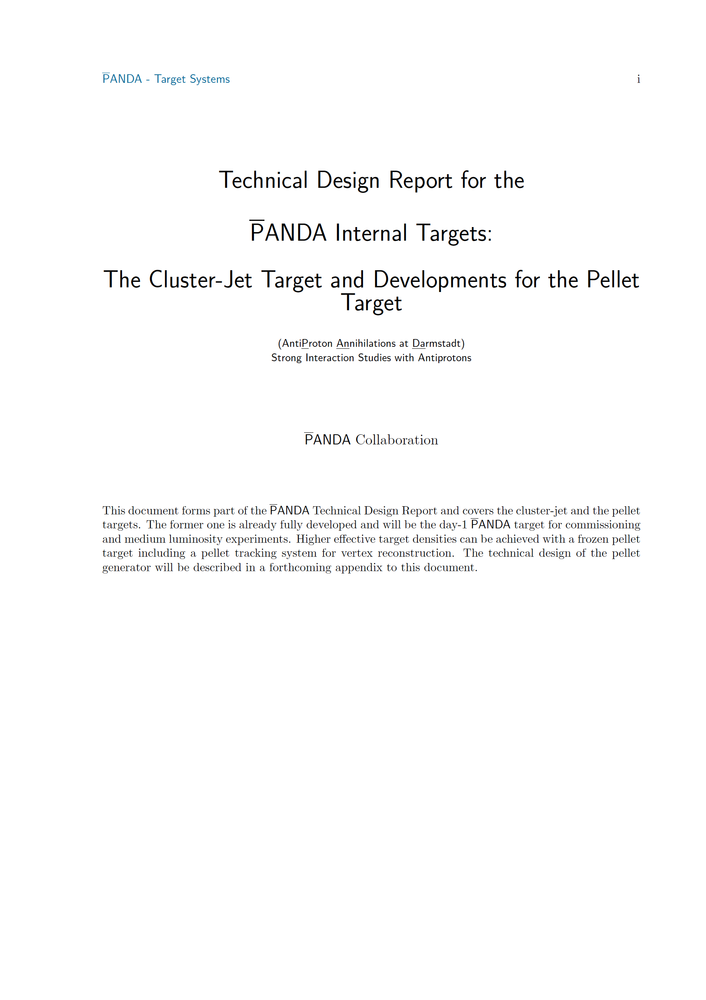 P̅ANDA - Target Systems i
Technical Design Report for the
P̅ANDA Internal Targets:
The Cluster-Jet Target and Developments for the Pellet
Target
(AntiProton Annihilations at Darmstadt)
Strong Interaction Studies with Antiprotons
P̅ANDA Collaboration
This document forms part of the P̅ANDA Technical Design Report and covers the cluster-jet and the pellet
targets. The former one is already fully developed and will be the day-1 P̅ANDA target for commissioning
and medium luminosity experiments. Higher effective target densities can be achieved with a frozen pellet
target including a pellet tracking system for vertex reconstruction. The technical design of the pellet
generator will be described in a forthcoming appendix to this document.